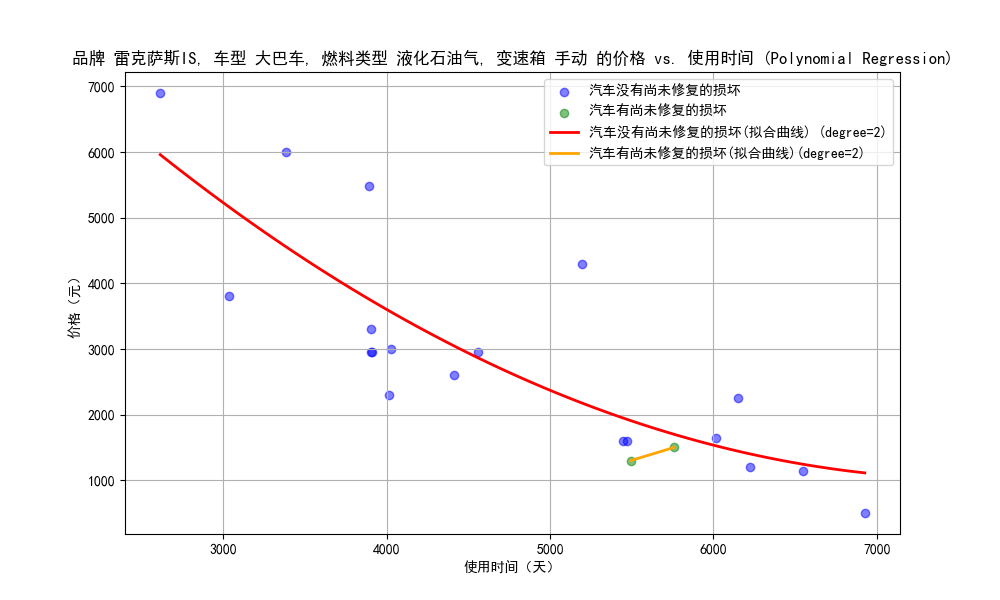 品牌 雷克萨斯IS, 车型 大巴车, 燃料类型 液化石油气, 变速箱 手动 的价格 vs. 使用时间 (Polynomial Regression)
汽车没有尚未修复的损坏
汽车有尚未修复的损坏
汽车没有尚未修复的损坏(拟合曲线) (degree=2)
汽车有尚未修复的损坏(拟合曲线)(degree=2)
价格（元）
7000
6000
5000
4000
3000
2000
1000
3000
4000
5000
6000
7000
使用时间（天）